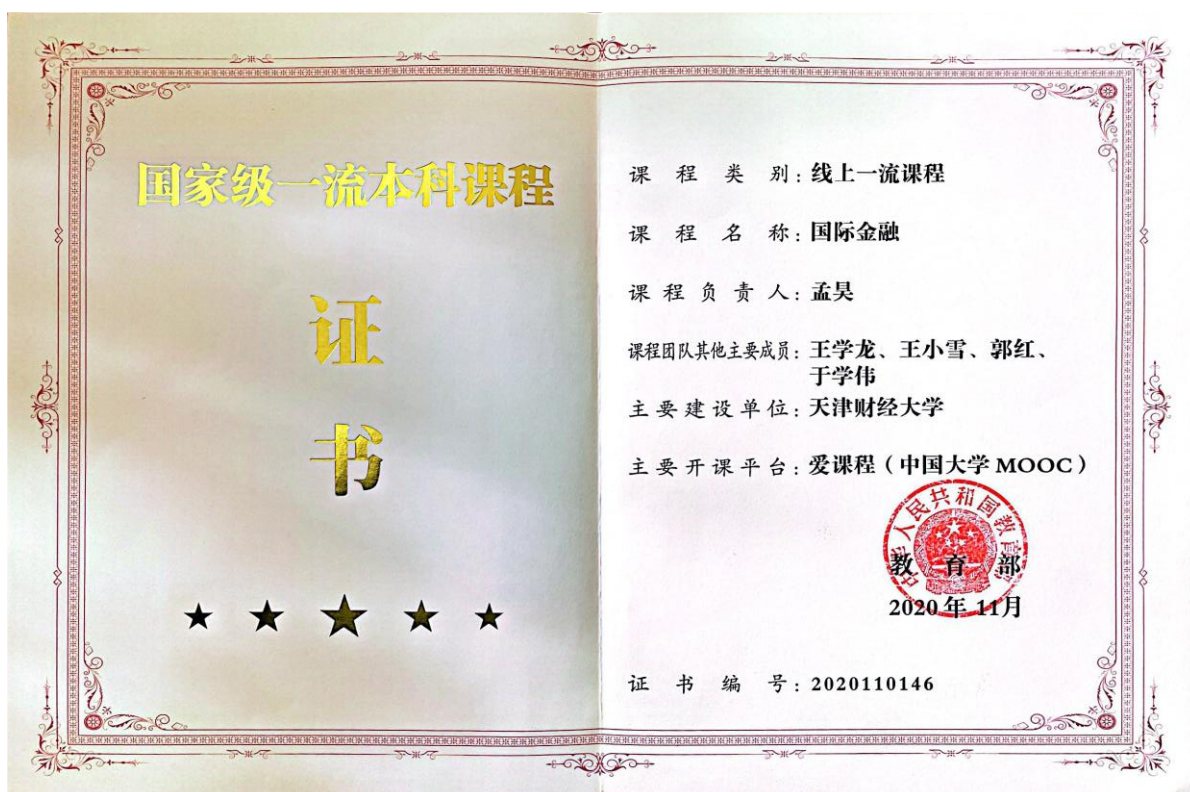 国家级一流本科课程
证
书
课程类别：线上一流课程
课程名称：国际金融
课程负责人：孟昊
课程团队其他主要成员：王学龙、王小雪、郭红、
于学伟
主要建设单位：天津财经大学
主要开课平台：爱课程（中国大学MOOC）
中华人民共和国教育部
教育部
2020年11月
证书编号：2020110146